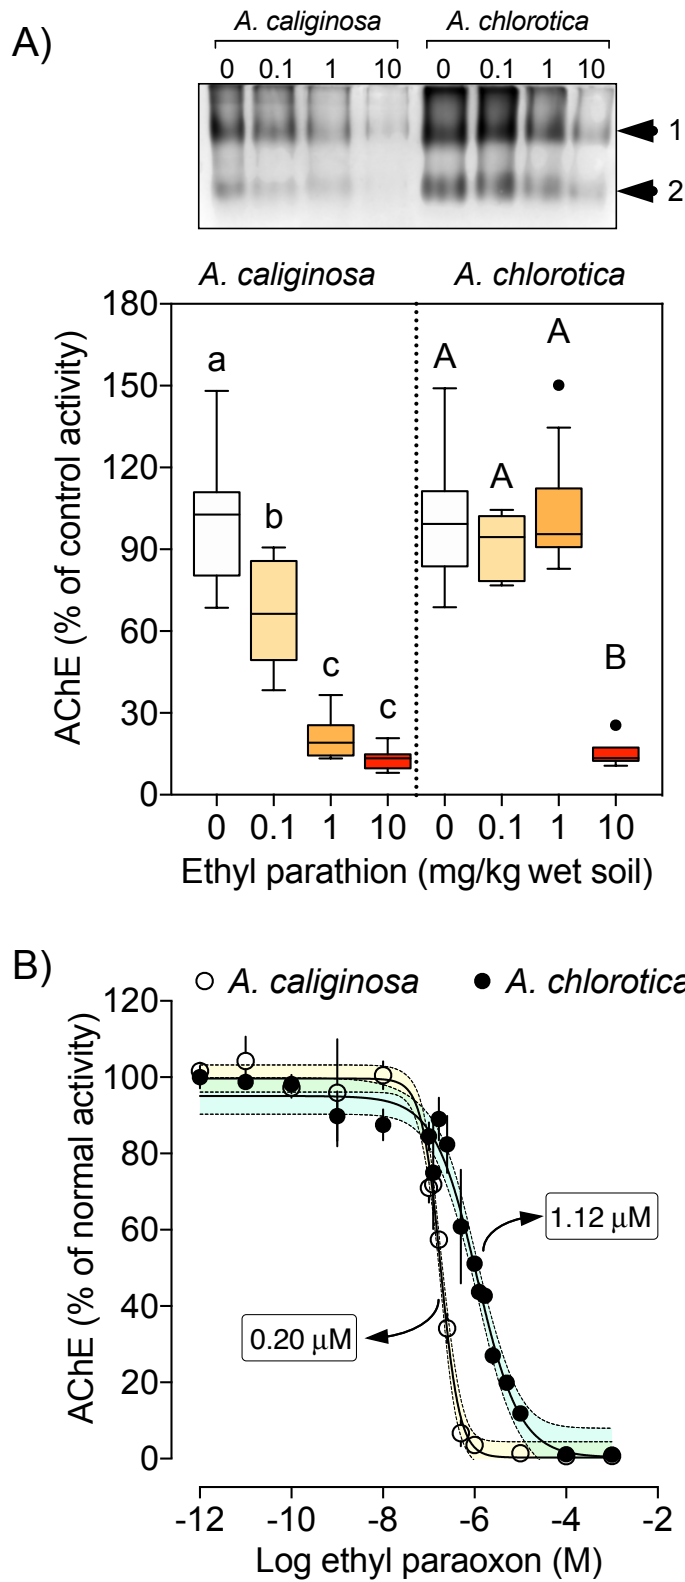 A)
A. caliginosa A. chlorotica
0 0.1 1 10 0 0.1 1 10
1
2
A. caliginosa A. chlorotica
AChE (% of control activity)
180
150
120
90
60
30
0
a
b
c
c
A
A
A
B
0 0.1 1 10 0 0.1 1 10
Ethyl parathion (mg/kg wet soil)
B)
A. caliginosa A. chlorotica
AChE (% of normal activity)
120
100
80
60
40
20
0
1.12 µM
0.20 µM
-12 -10 -8 -6 -4 -2
Log ethyl paraoxon (M)